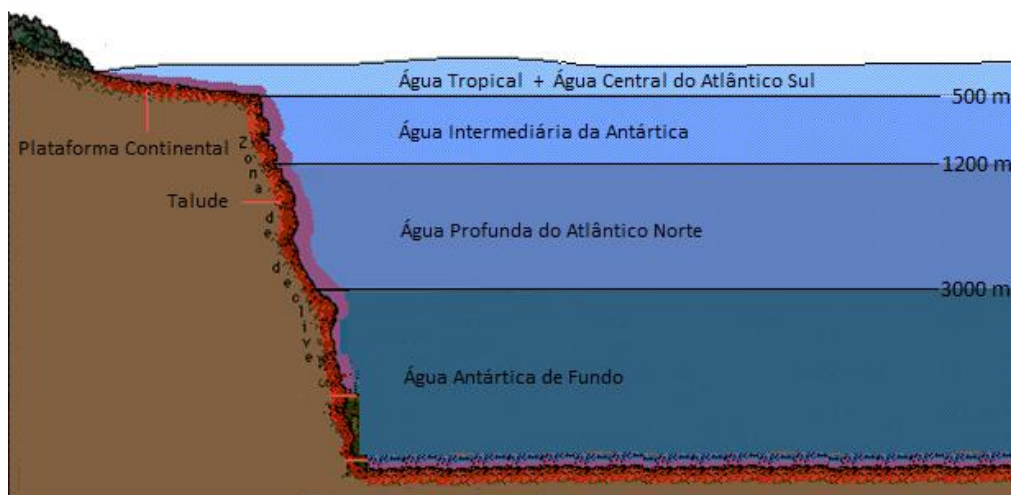 Água Tropical + Água Central do Atlântico Sul
500 m
Água Intermediária da Antártica
Plataforma Continental
1200 m
Talude
Zona de declive
Água Profunda do Atlântico Norte
3000 m
Água Antártica de Fundo